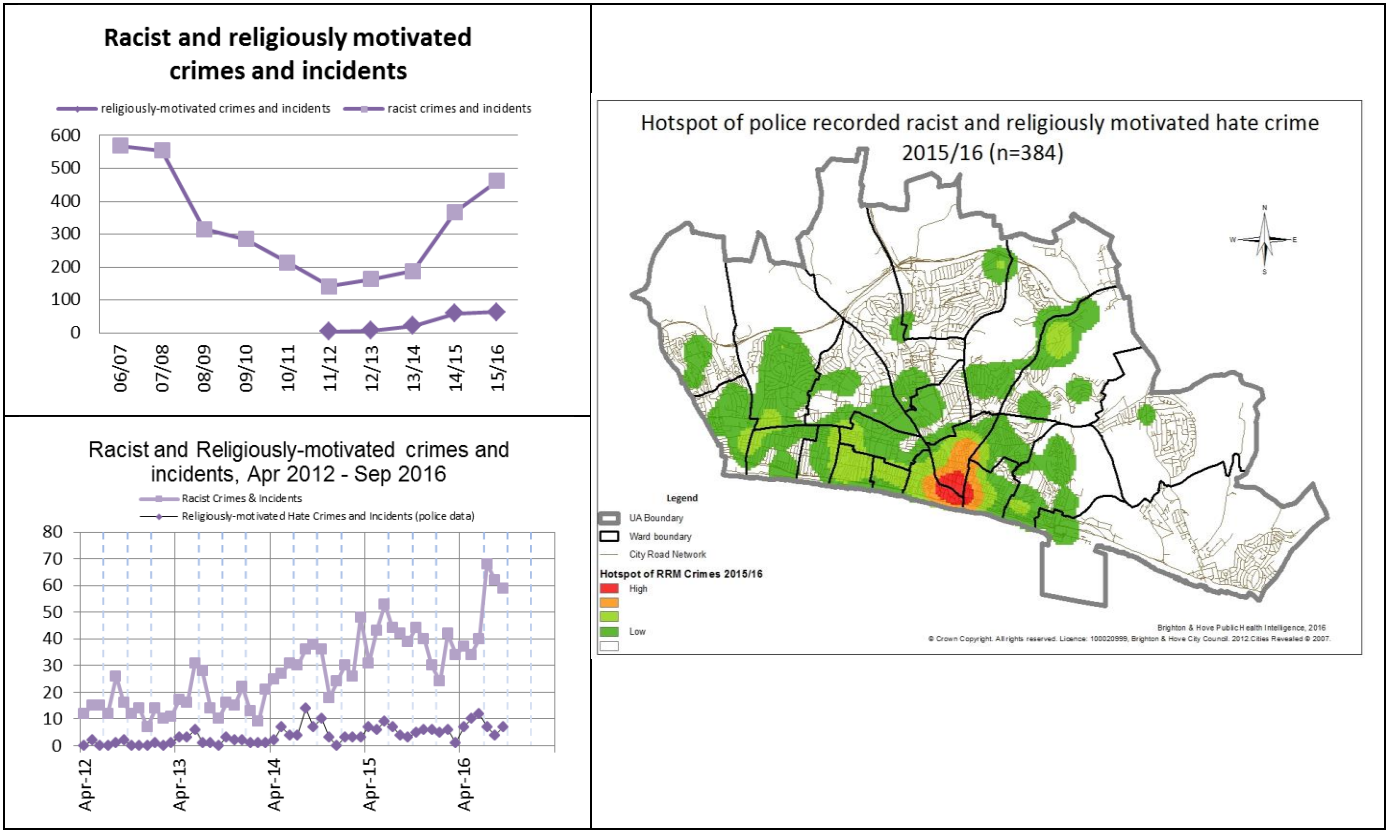 Racist and religiously motivated
crimes and incidents
religiously-motivated crimes and incidents
racist crimes and incidents
600
500
400
300
200
100
0
06/07
07/08
08/09
09/10
10/11
11/12
12/13
13/14
14/15
15/16
Racist and Religiously-motivated crimes and
incidents, Apr 2012 - Sep 2016
Racist Crimes & Incidents
Religiously-motivated Hate Crimes and Incidents (police data)
80
70
60
50
40
30
20
10
0
Apr-12
Apr-13
Apr-14
Apr-15
Apr-16
Hotspot of police recorded racist and religiously motivated hate crime
2015/16 (n=384)
N
W
E
S
Legend
UA Boundary
Ward boundary
City Road Network
Hotspot of RRM Crimes 2015/16
High
Low
Brighton & Hove Public Health Intelligence, 2016
© Crown Copyright. All rights reserved. Licence: 100020999, Brighton & Hove City Council. 2012.Cities Revealed © 2007.